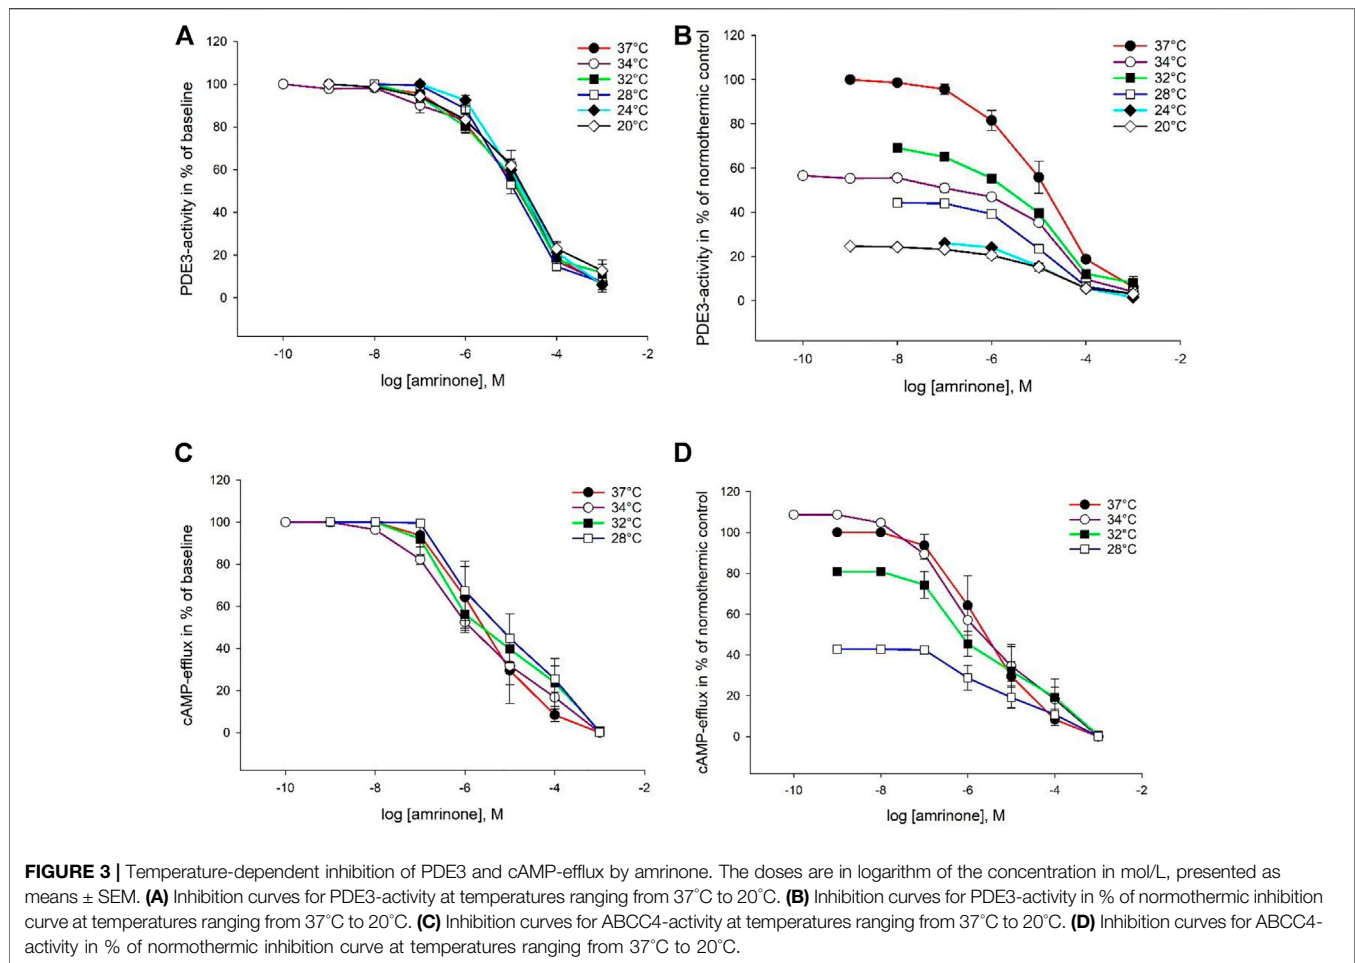 A
120
100
80
60
40
20
0
-10
-8
-6
-4
-2
PDE3-activity in % of baseline
log [amrinone], M
37°C
34°C
32°C
28°C
24°C
20°C
B
120
100
80
60
40
20
0
-10
-8
-6
-4
-2
PDE3-activity in % of normothermic control
log [amrinone], M
37°C
34°C
32°C
28°C
24°C
20°C
C
120
100
80
60
40
20
0
-10
-8
-6
-4
-2
cAMP-efflux in % of baseline
log [amrinone], M
37°C
34°C
32°C
28°C
D
120
100
80
60
40
20
0
-10
-8
-6
-4
-2
cAMP-efflux in % of normothermic control
log [amrinone], M
37°C
34°C
32°C
28°C
FIGURE 3 | Temperature-dependent inhibition of PDE3 and cAMP-efflux by amrinone. The doses are in logarithm of the concentration in mol/L, presented as
means ± SEM. (A) Inhibition curves for PDE3-activity at temperatures ranging from 37°C to 20°C. (B) Inhibition curves for PDE3-activity in % of normothermic inhibition
curve at temperatures ranging from 37°C to 20°C. (C) Inhibition curves for ABCC4-activity at temperatures ranging from 37°C to 20°C. (D) Inhibition curves for ABCC4-
activity in % of normothermic inhibition curve at temperatures ranging from 37°C to 20°C.